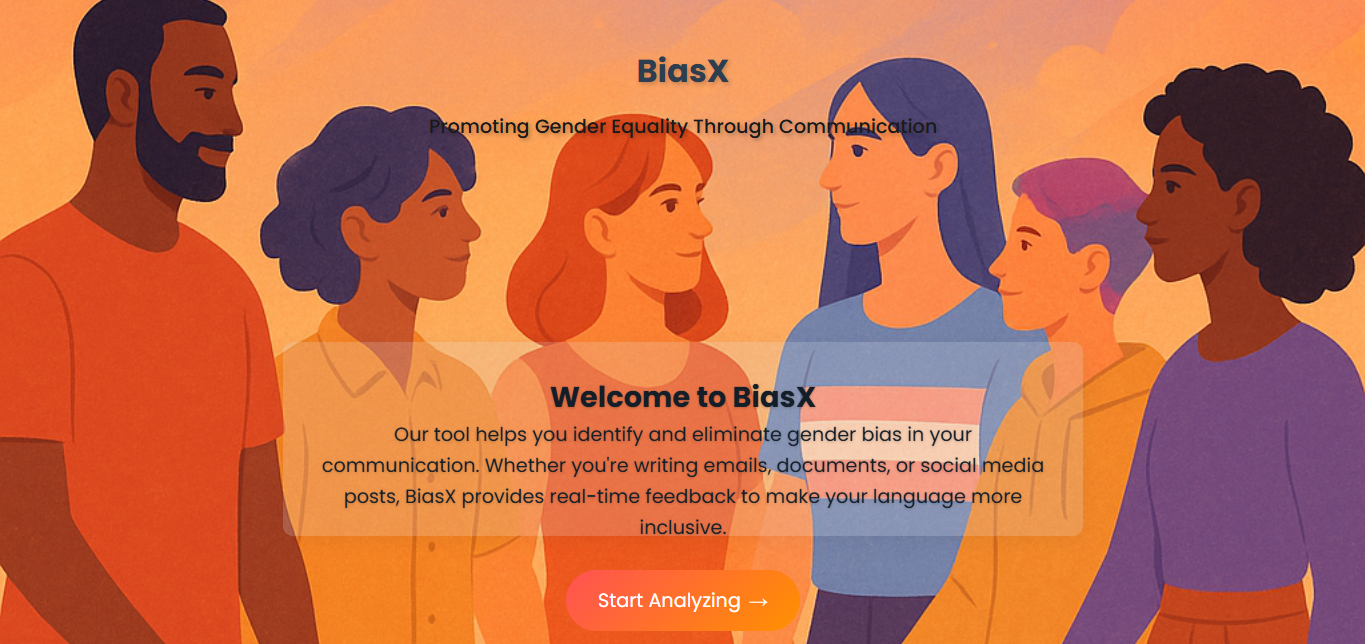 BiasX
Promoting Gender Equality Through Communication
Welcome to BiasX
Our tool helps you identify and eliminate gender bias in your
communication. Whether you're writing emails, documents, or social media
posts, BiasX provides real-time feedback to make your language more
inclusive.
Start Analyzing →